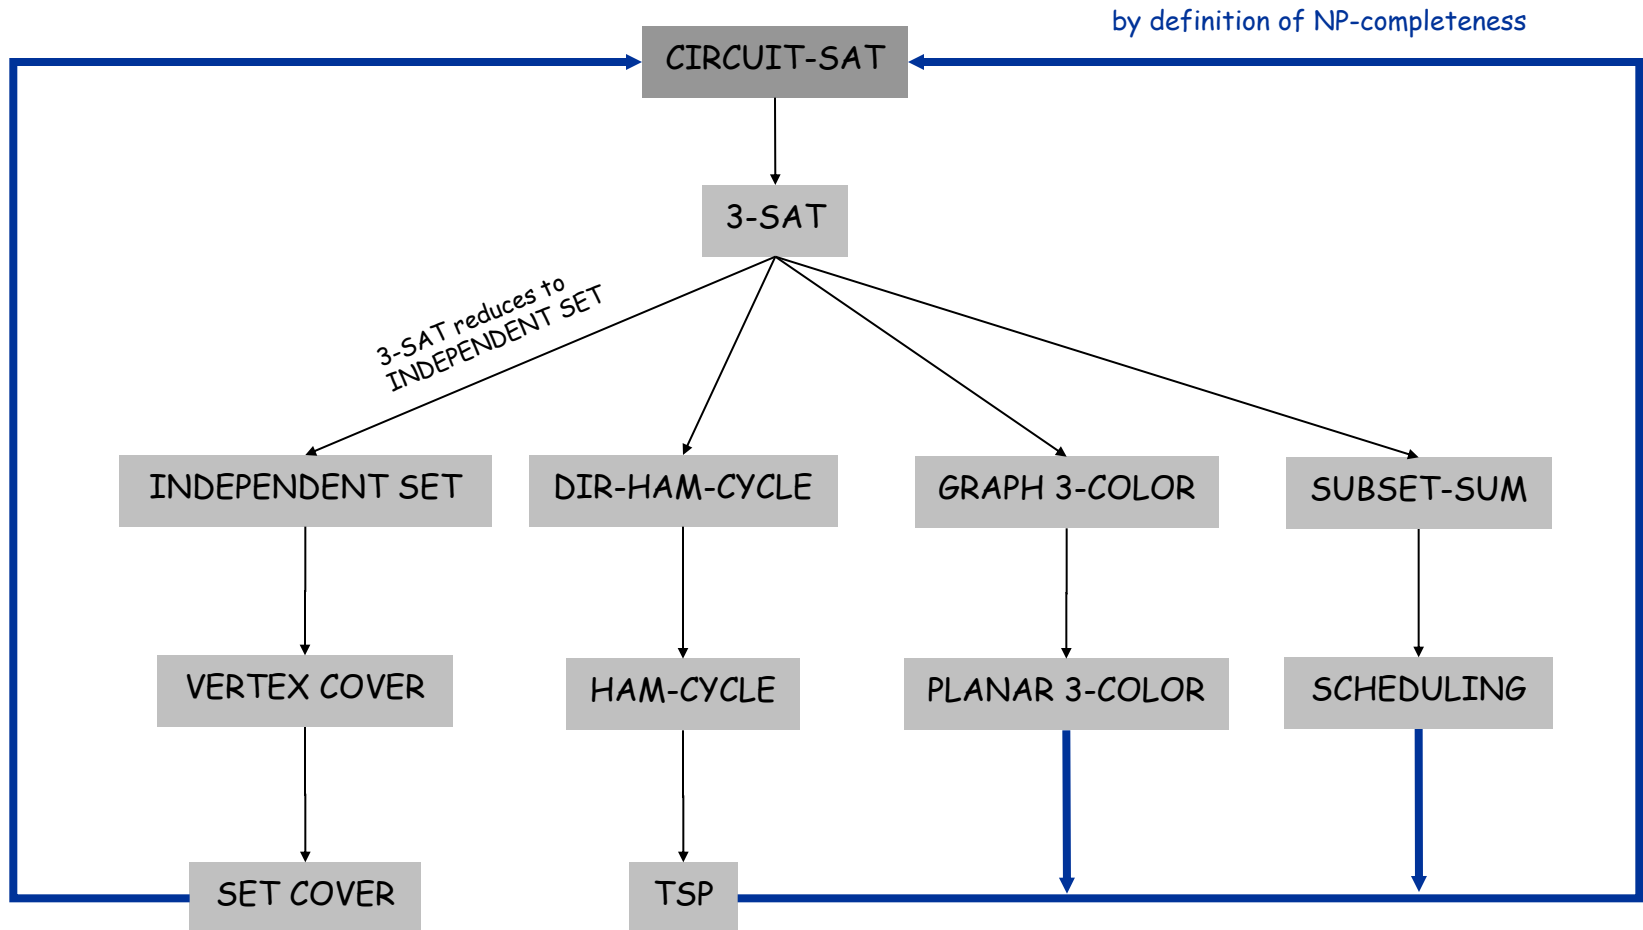 by definition of NP-completeness
CIRCUIT-SAT
3-SAT
3-SAT reduces to
INDEPENDENT SET
INDEPENDENT SET
DIR-HAM-CYCLE
GRAPH 3-COLOR
SUBSET-SUM
VERTEX COVER
HAM-CYCLE
PLANAR 3-COLOR
SCHEDULING
SET COVER
TSP